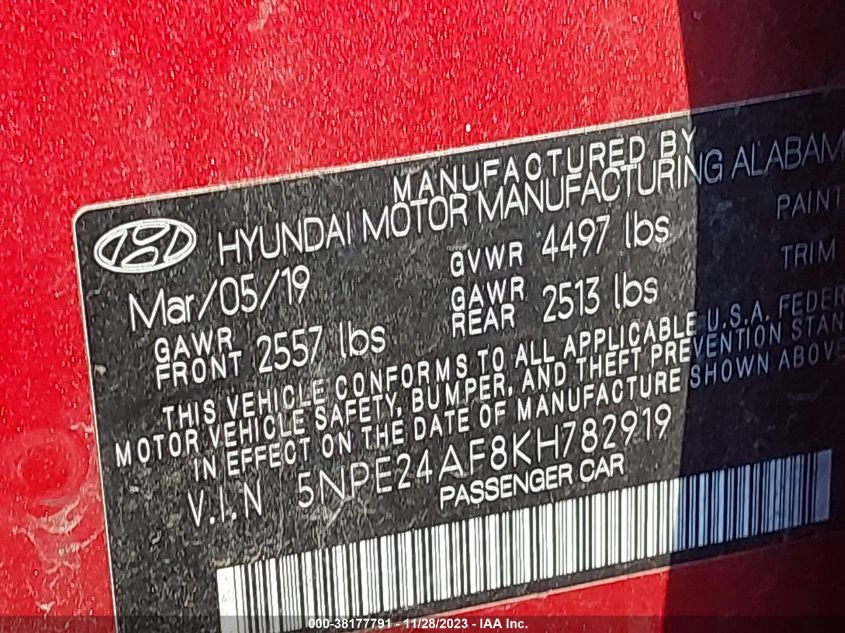 MANUFACTURED BY
HYUNDAI MOTOR MANUFACTURING ALABAM
PAINT
Mar/05/19 GVWR 4497 lbs
TRIM
GAWR FRONT 2557 lbs GAWR REAR 2513 lbs
THIS VEHICLE CONFORMS TO ALL APPLICABLE U.S.A. FEDER
MOTOR VEHICLE SAFETY, BUMPER, AND THEFT PREVENTION STAN
IN EFFECT ON THE DATE OF MANUFACTURE SHOWN ABOVE
V.I.N 5NPE24AF8KH782919
PASSENGER CAR
000-38177791 - 11/28/2023 - IAA Inc.